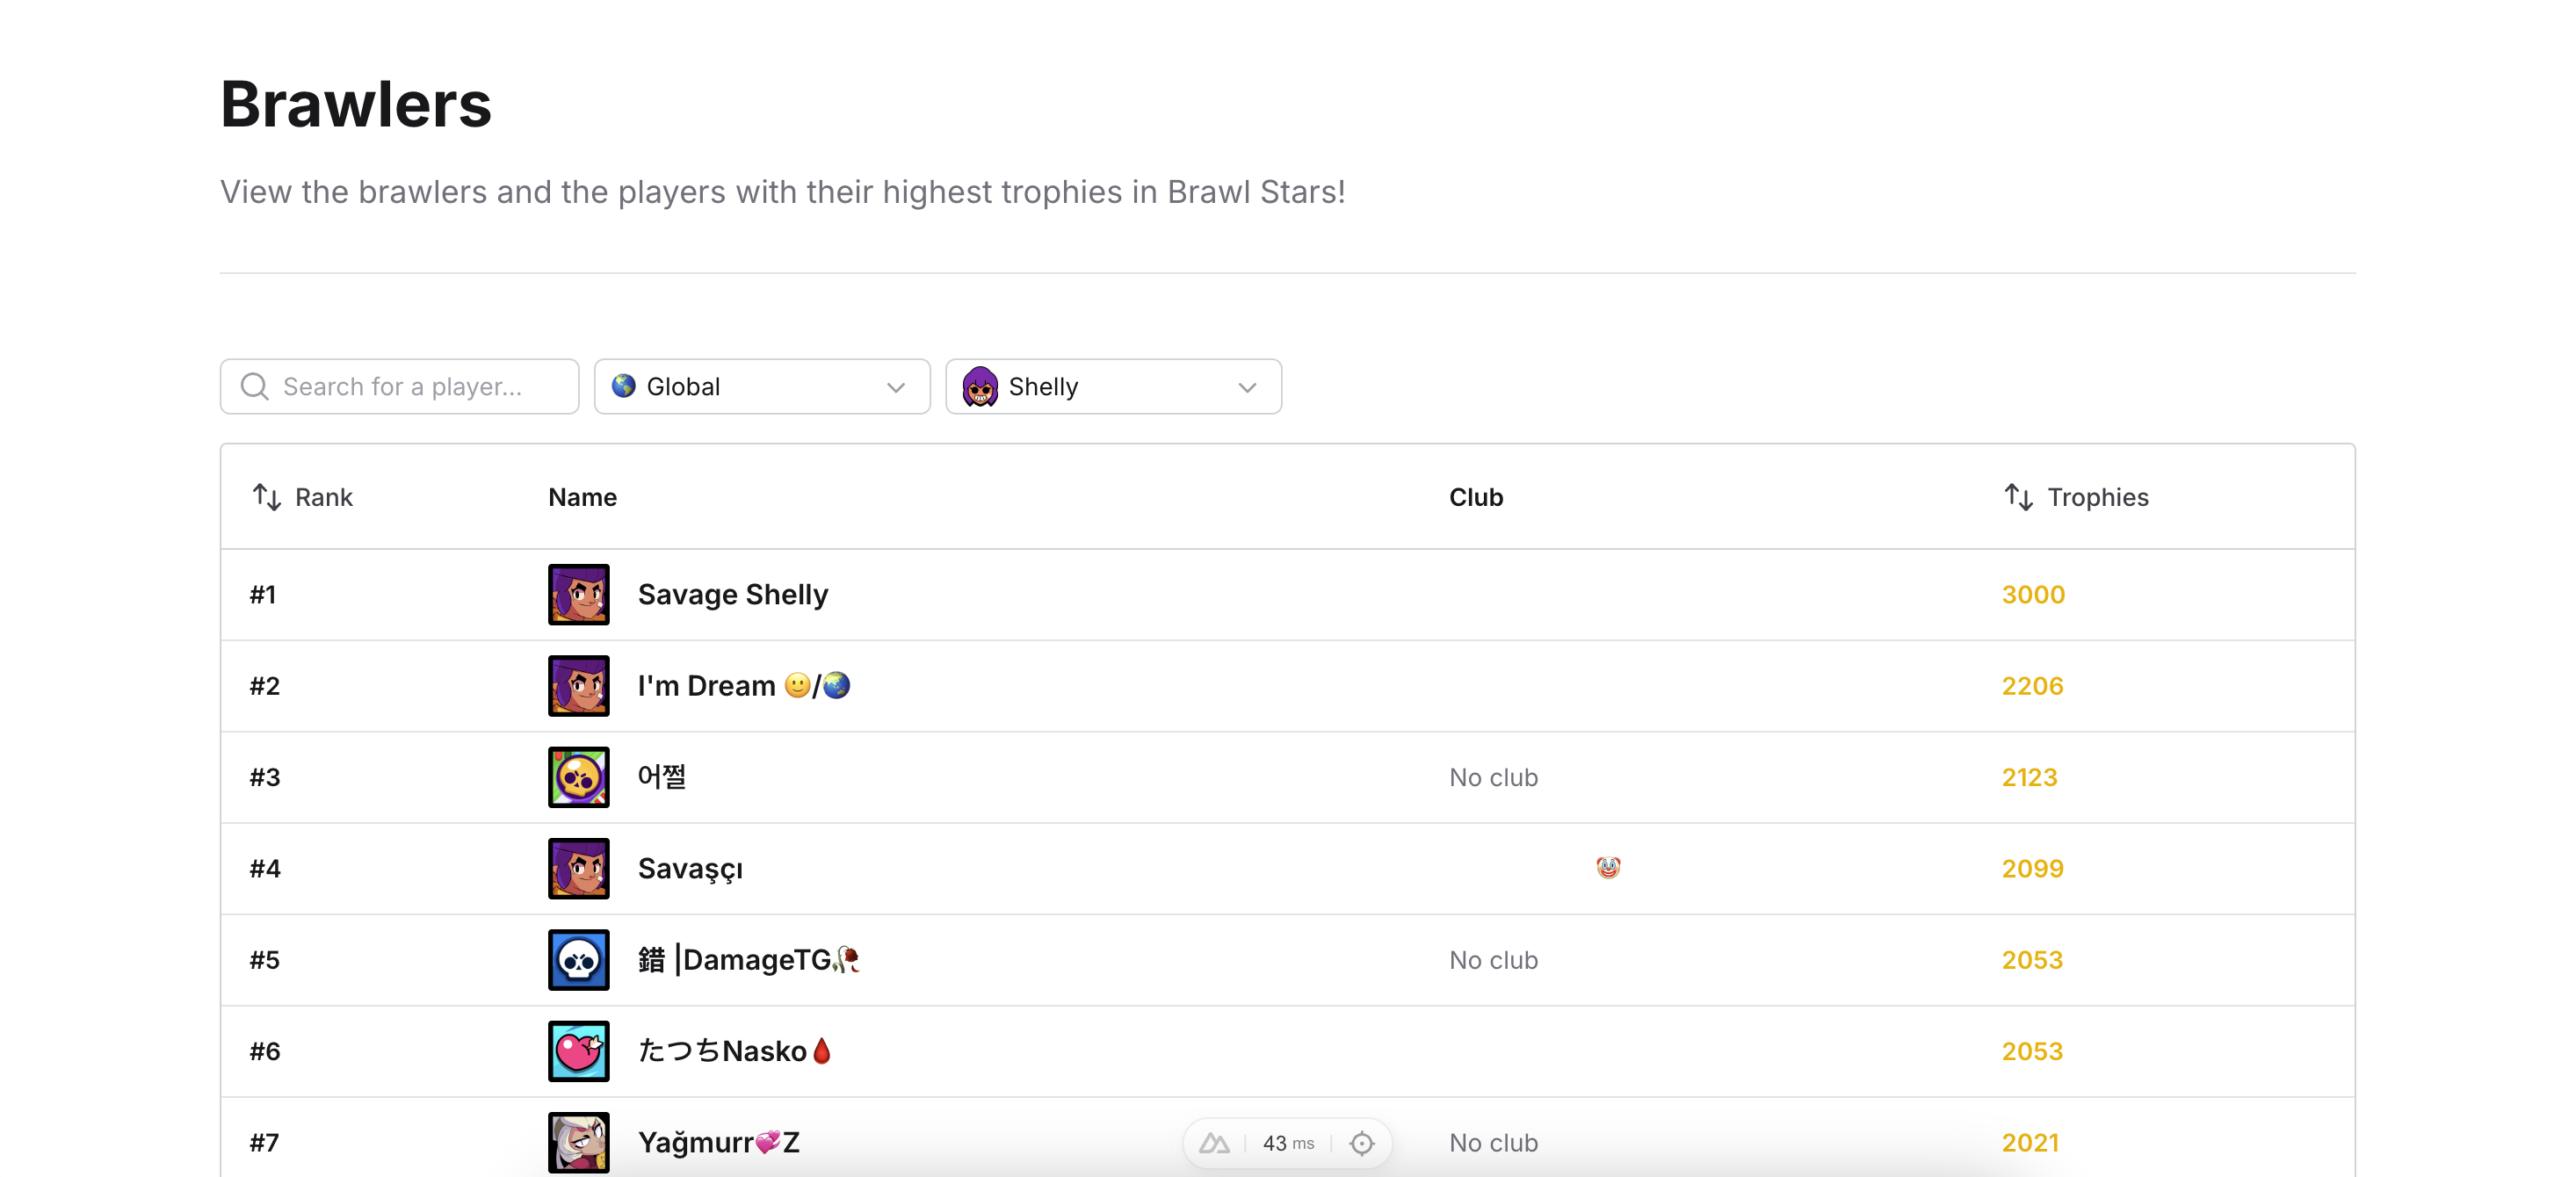 Brawlers
View the brawlers and the players with their highest trophies in Brawl Stars!
Search for a player...
🌎 Global
Shelly
Rank Name Club Trophies
#1 Savage Shelly 3000
#2 I'm Dream 🙂/🌏 2206
#3 어쩔 No club 2123
#4 Savaşçı 🤡 2099
#5 錯 |DamageTG🥀 No club 2053
#6 たつちNasko🩸 2053
#7 Yağmurr💞Z No club 2021
43 ms